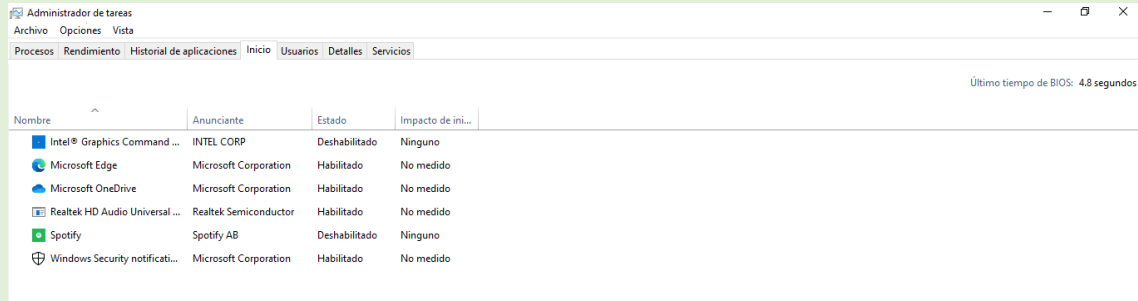 Administrador de tareas
Archivo Opciones Vista
Procesos Rendimiento Historial de aplicaciones Inicio Usuarios Detalles Servicios
Último tiempo de BIOS: 4.8 segundos
Nombre Anunciante Estado Impacto de ini...
Intel® Graphics Command ... INTEL CORP Deshabilitado Ninguno
Microsoft Edge Microsoft Corporation Habilitado No medido
Microsoft OneDrive Microsoft Corporation Habilitado No medido
Realtek HD Audio Universal ... Realtek Semiconductor Habilitado No medido
Spotify Spotify AB Deshabilitado Ninguno
Windows Security notificati... Microsoft Corporation Habilitado No medido